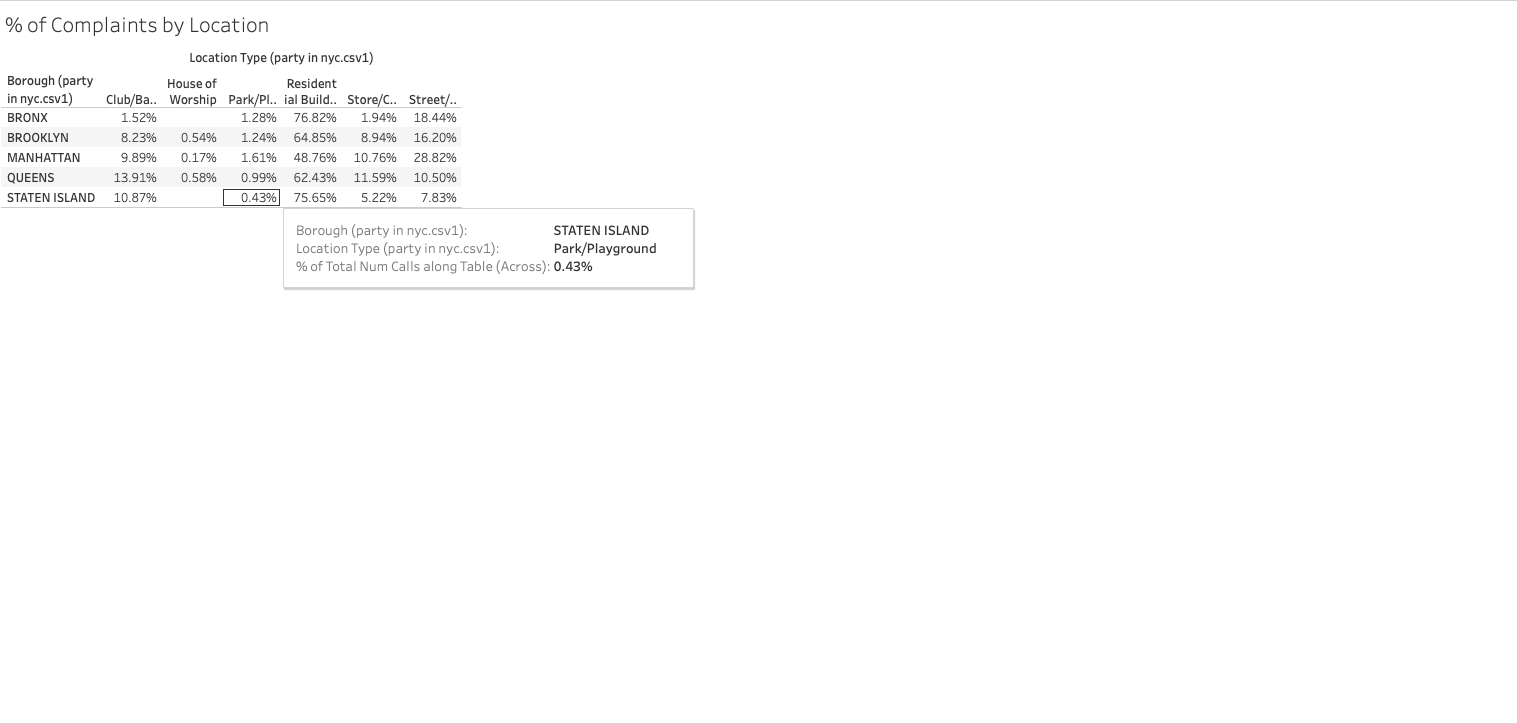 % of Complaints by Location
Location Type (party in nyc.csv1)
Borough (party
in nyc.csv1)
Club/Ba..
House of
Worship
Park/Pl..
Resident
ial Build..
Store/C..
Street/..
BRONX 1.52% 1.28% 76.82% 1.94% 18.44%
BROOKLYN 8.23% 0.54% 1.24% 64.85% 8.94% 16.20%
MANHATTAN 9.89% 0.17% 1.61% 48.76% 10.76% 28.82%
QUEENS 13.91% 0.58% 0.99% 62.43% 11.59% 10.50%
STATEN ISLAND 10.87% 0.43% 75.65% 5.22% 7.83%
Borough (party in nyc.csv1): STATEN ISLAND
Location Type (party in nyc.csv1): Park/Playground
% of Total Num Calls along Table (Across): 0.43%